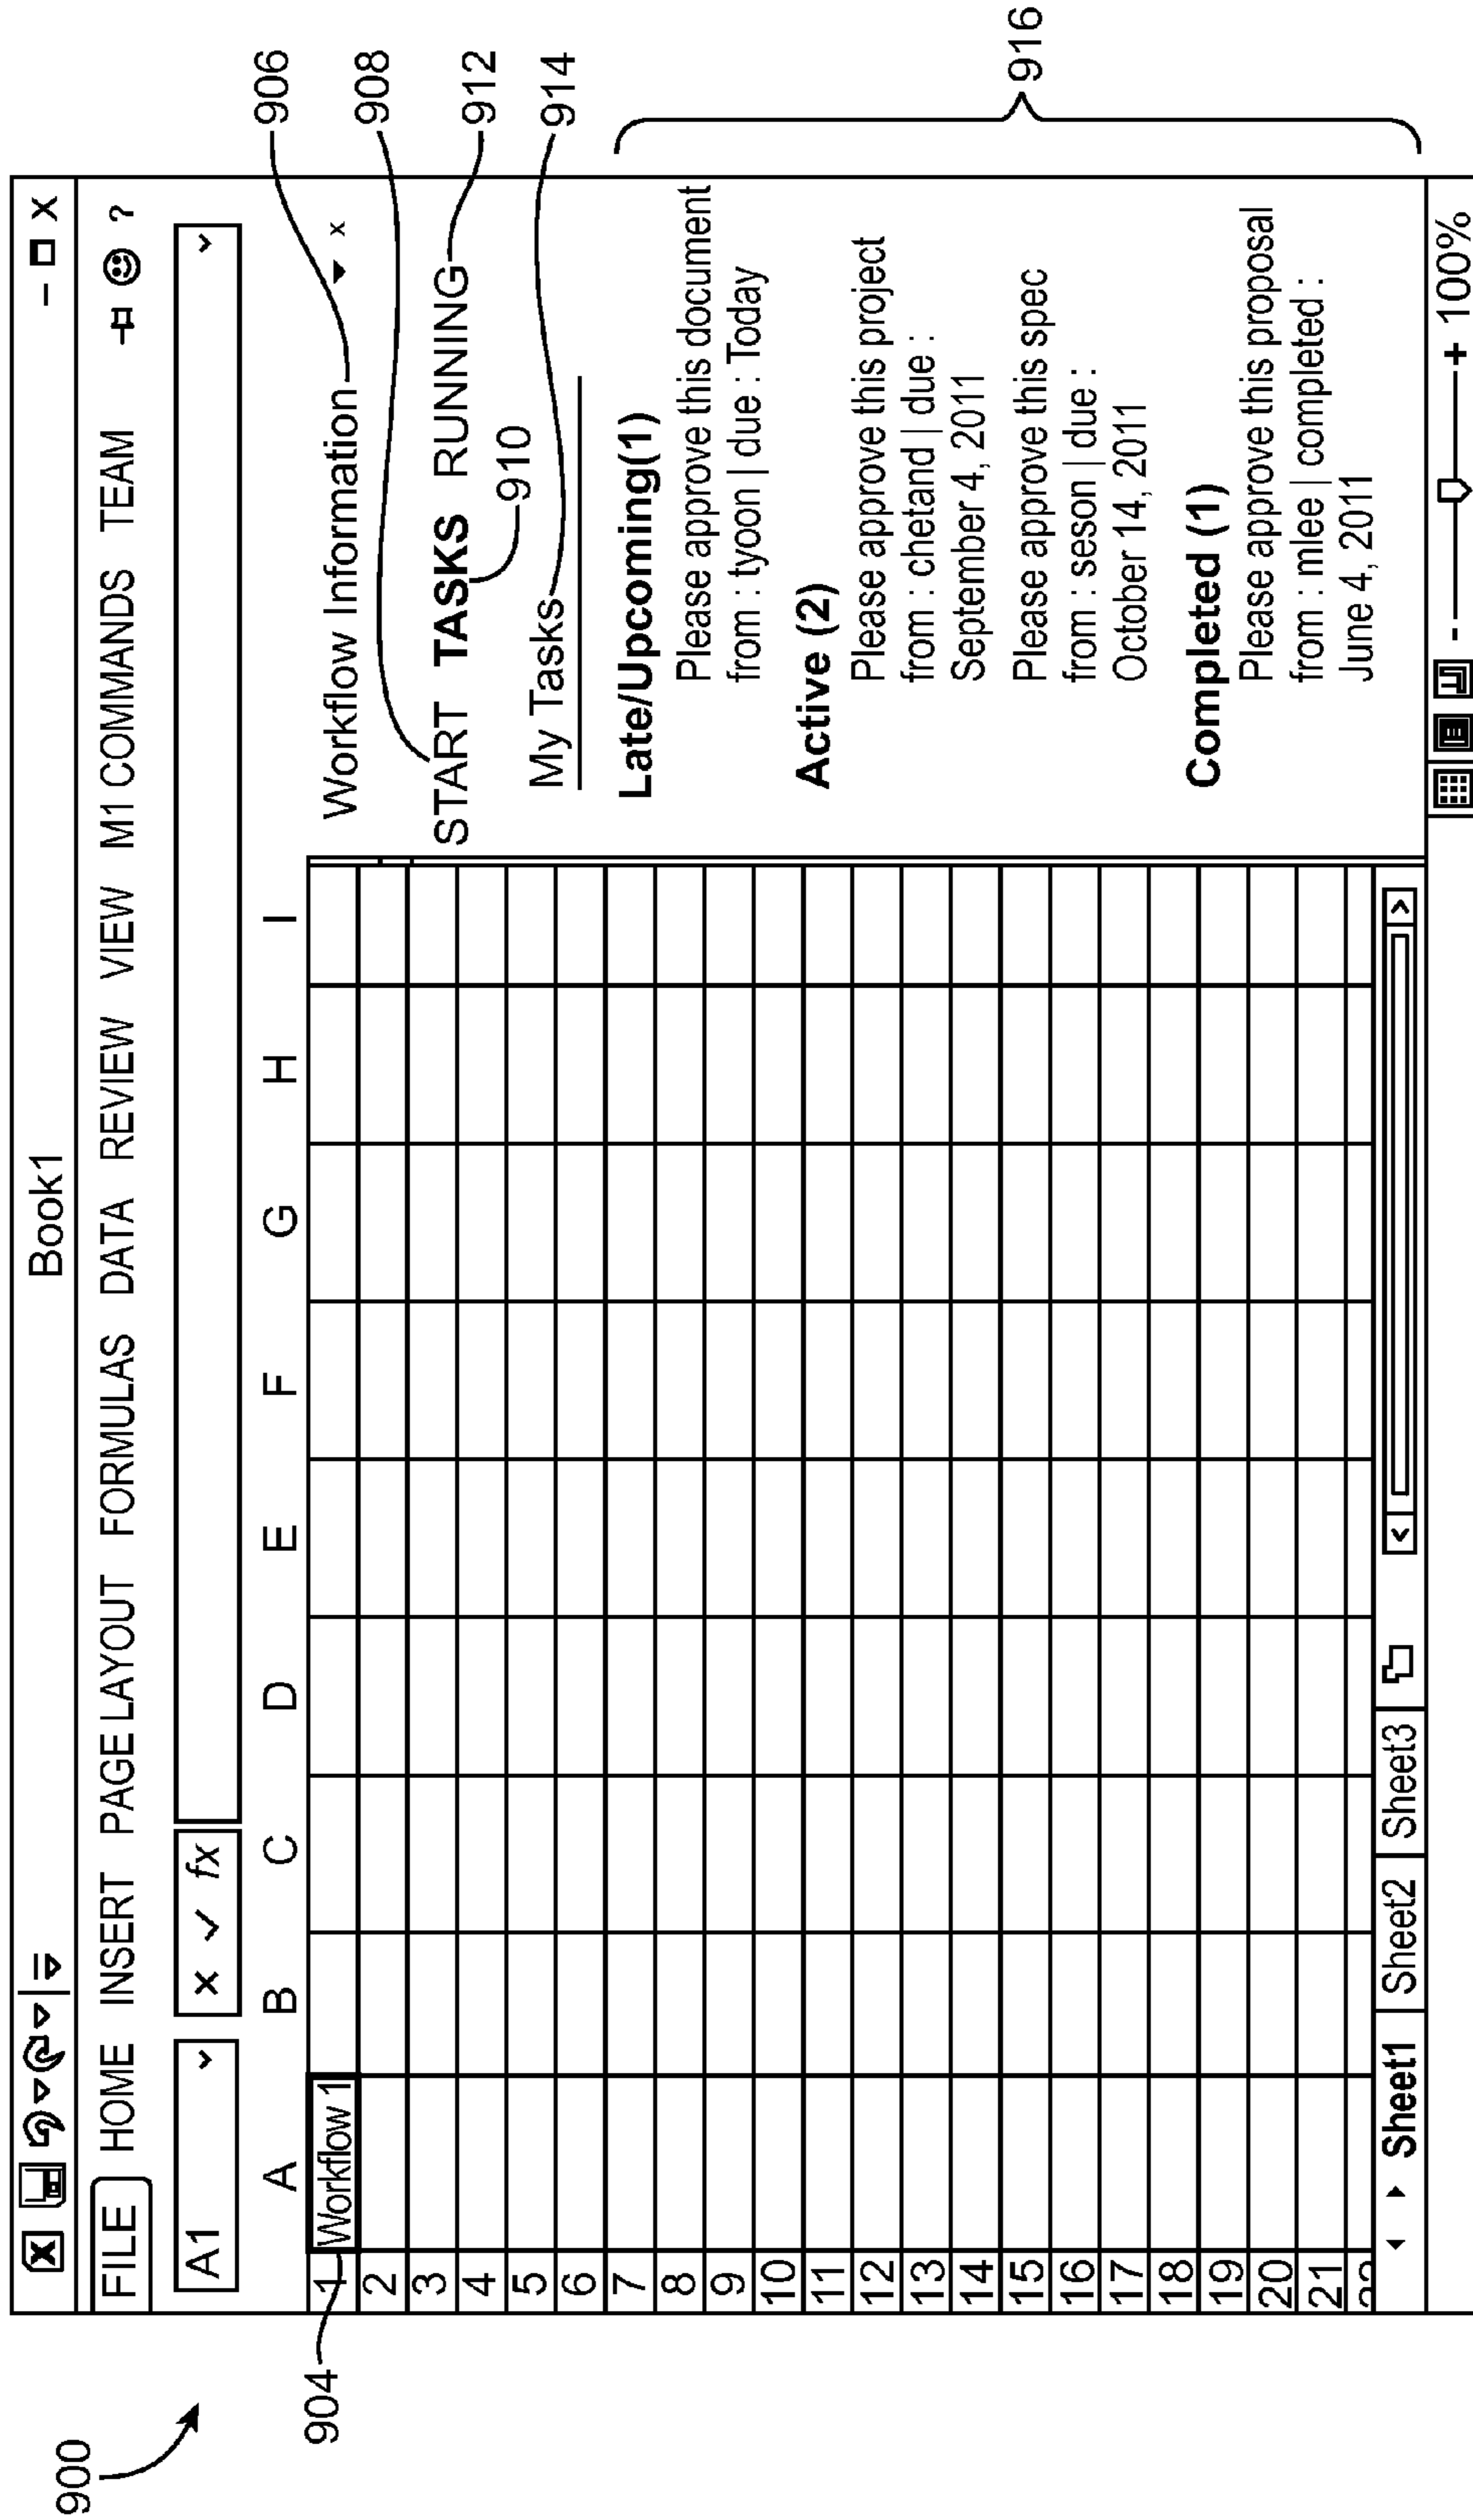 900
Book1
- x
FILE HOME INSERT PAGE LAYOUT FORMULAS DATA REVIEW VIEW M1 COMMANDS TEAM ?
A1 fx
904
906
908
912
914
916
A B C D E F G H I
1 Workflow 1
2
3
4
5
6
7
8
9
10
11
12
13
14
15
16
17
18
19
20
21
Workflow Information x
START TASKS RUNNING
910
My Tasks
Late/Upcoming(1)
Please approve this document
from : tyoon | due : Today
Active (2)
Please approve this project
from : chetand | due :
September 4, 2011
Please approve this spec
from : seson | due :
October 14, 2011
Completed (1)
Please approve this proposal
from : mlee | completed :
June 4, 2011
Sheet1 Sheet2 Sheet3
- + 100%